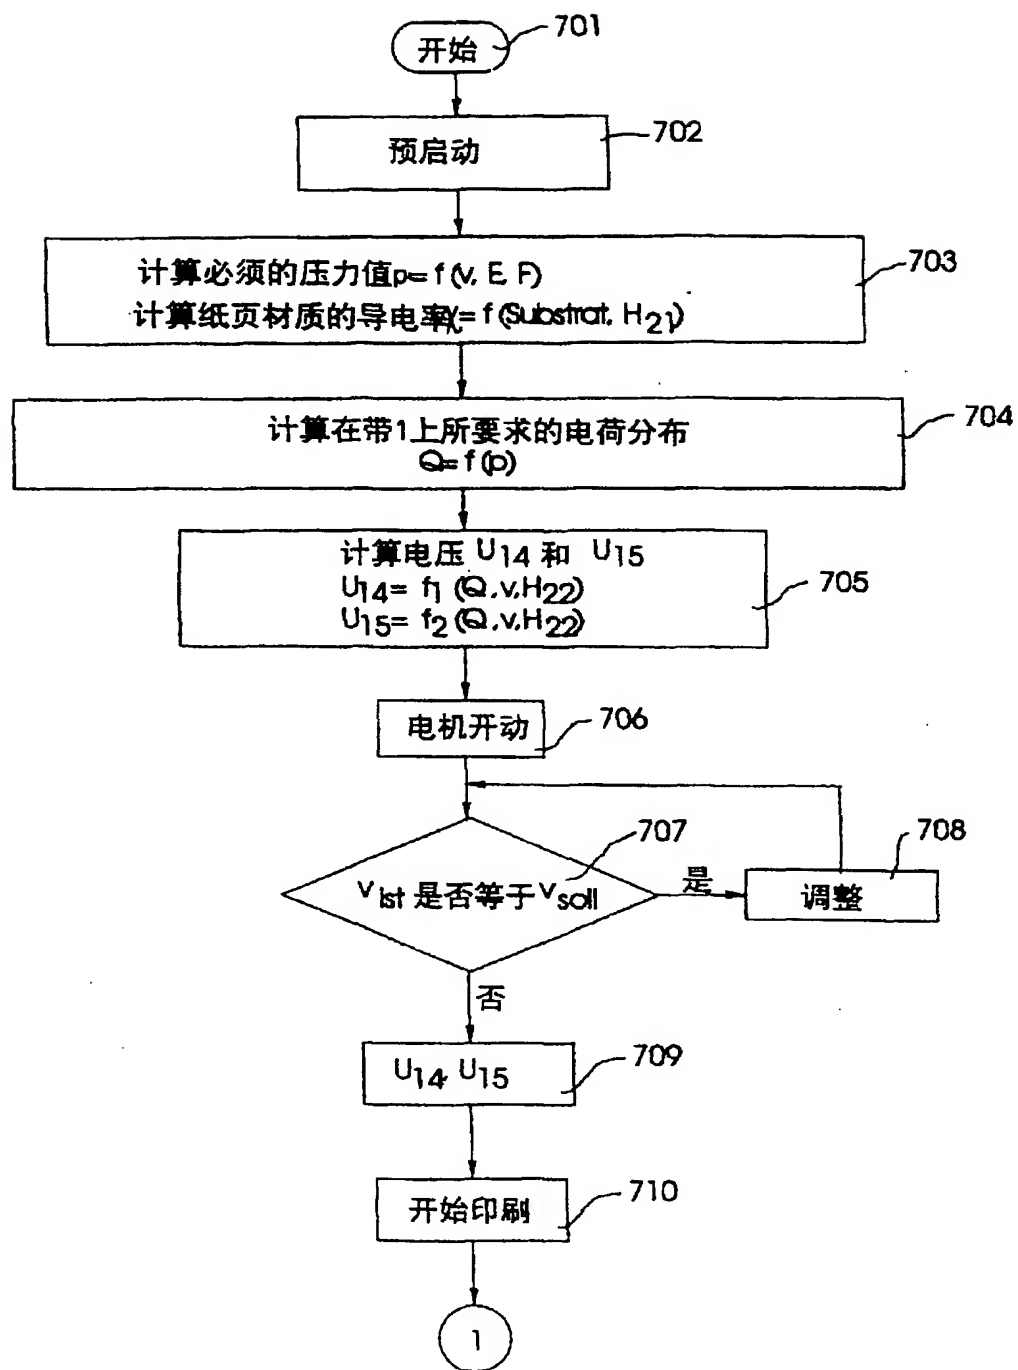 开始
701
预启动
702
计算必须的压力值p=f(v, E, F)
计算纸页材质的导电率χ=f(Substrat, H21)
703
计算在带1上所要求的电荷分布
Q=f(p)
704
计算电压 U14 和 U15
U14= f1 (Q,v,H22)
U15= f2 (Q,v,H22)
705
电机开动
706
707
vist 是否等于 vsoll
是
708
调整
否
U14, U15
709
开始印刷
710
1